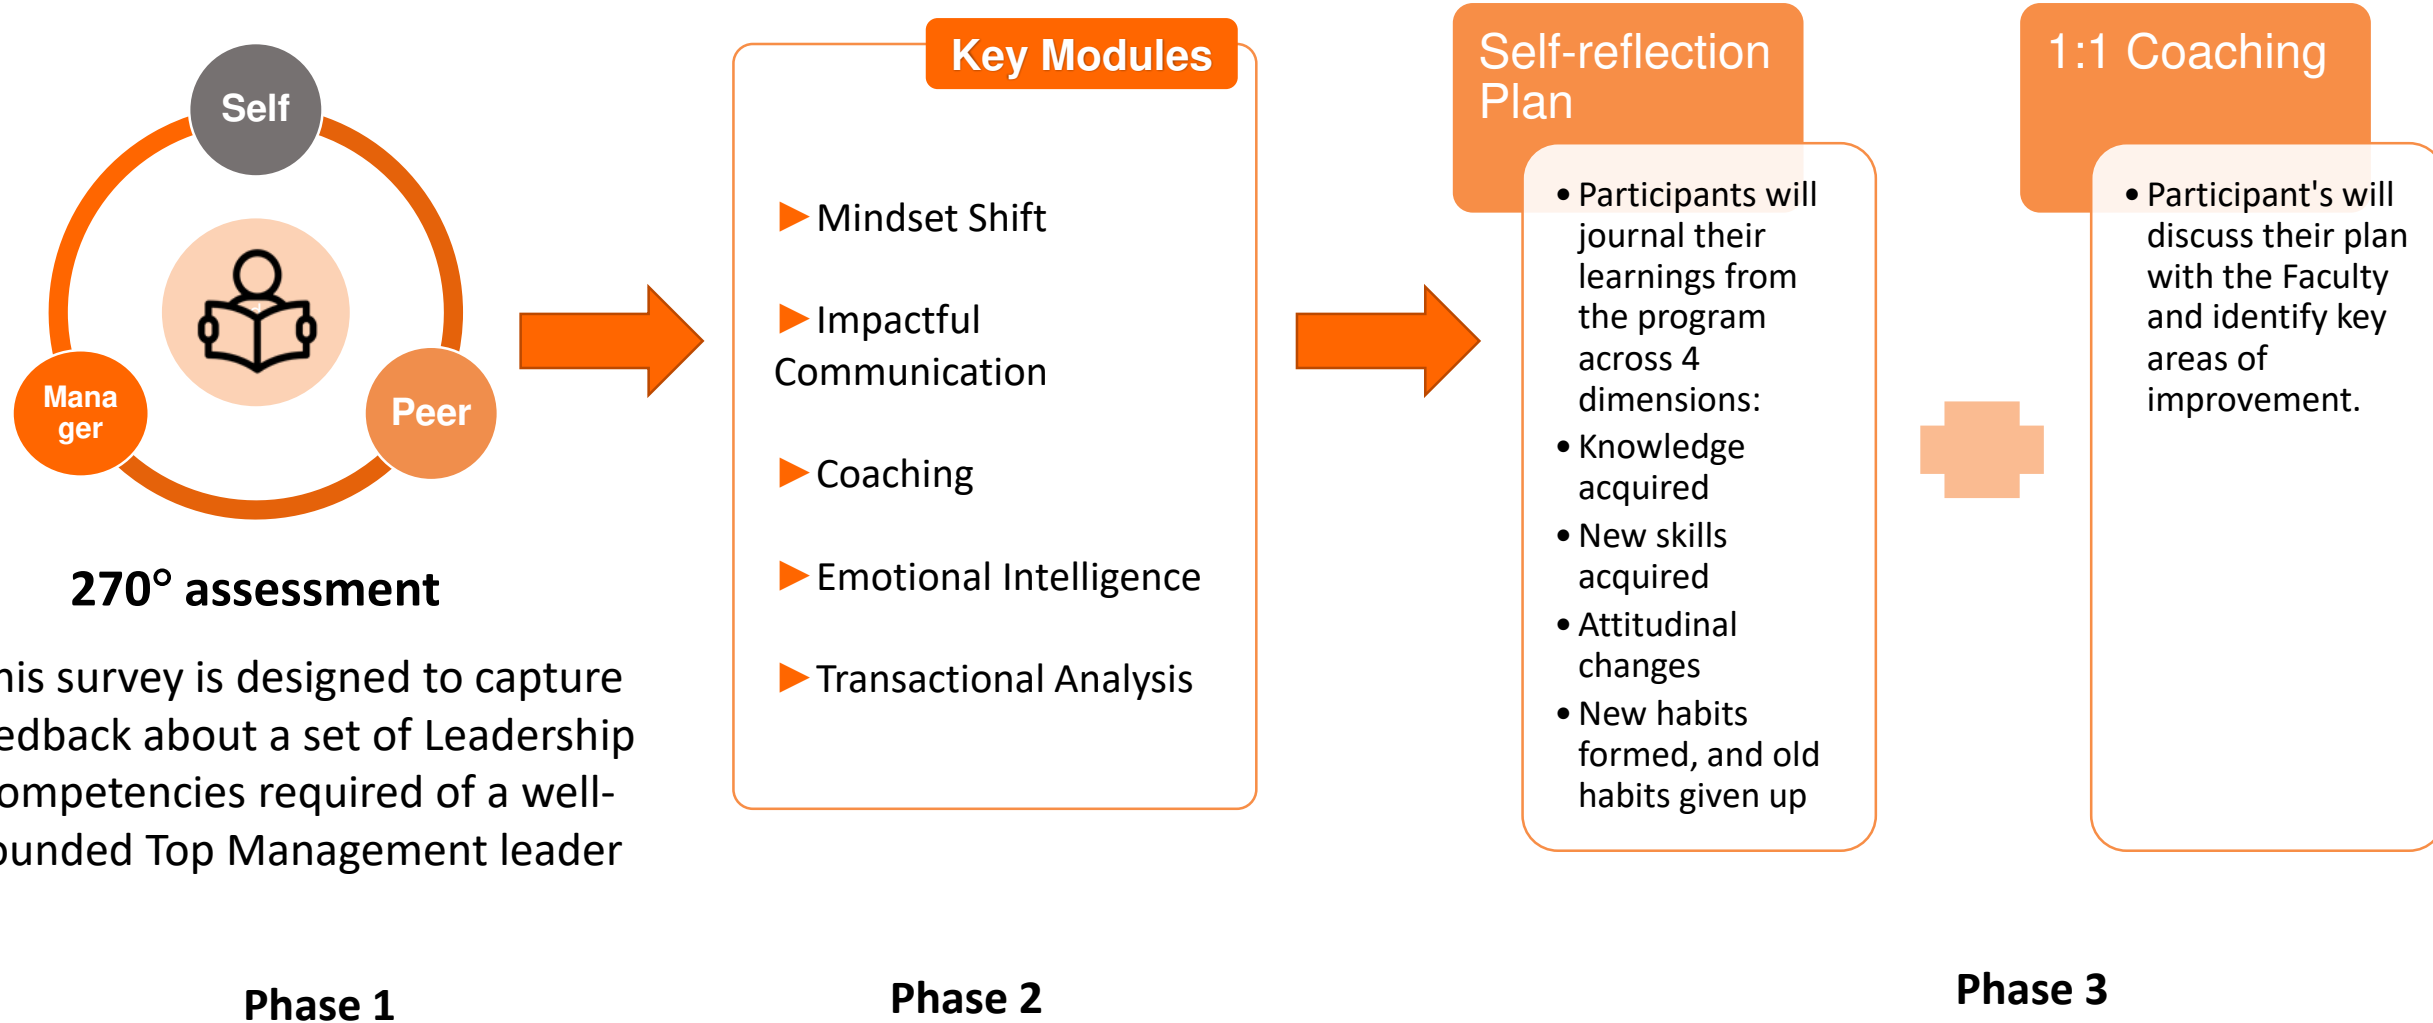 Self
Mana
ger
Peer
270° assessment
his survey is designed to capture
edback about a set of Leadership
ompetencies required of a well-
ounded Top Management leader
Phase 1
Key Modules
►Mindset Shift
►Impactful
Communication
►Coaching
►Emotional Intelligence
►Transactional Analysis
Phase 2
Self-reflection
Plan
• Participants will
journal their
learnings from
the program
across 4
dimensions:
• Knowledge
acquired
• New skills
acquired
• Attitudinal
changes
• New habits
formed, and old
habits given up
1:1 Coaching
• Participant's will
discuss their plan
with the Faculty
and identify key
areas of
improvement.
Phase 3